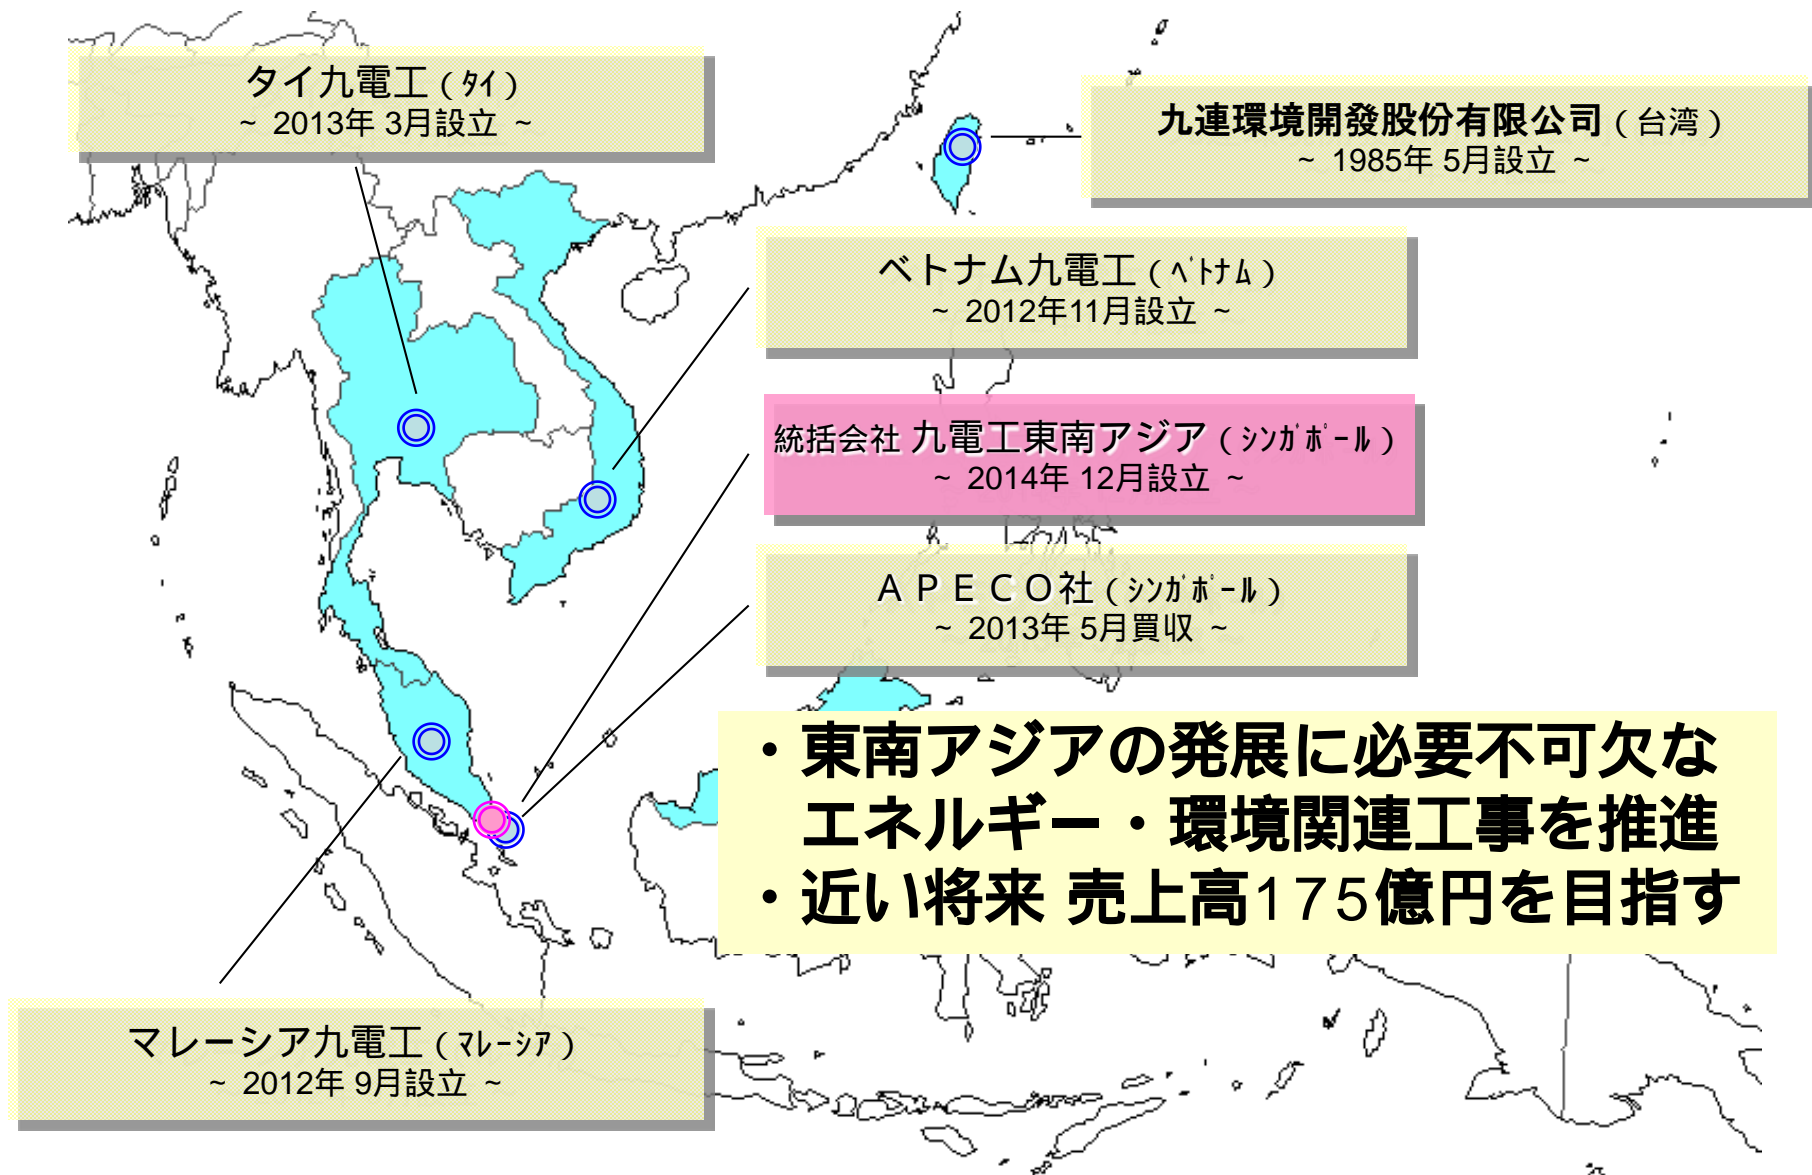 タイ九電工(ﾀｲ)
~ 2013年 3月設立 ~
九連環境開發股份有限公司(台湾)
~ 1985年 5月設立 ~
ベトナム九電工(ﾍﾞﾄﾅﾑ)
~ 2012年11月設立 ~
統括会社 九電工東南アジア(ｼﾝｶﾞﾎﾟｰﾙ)
~ 2014年 12月設立 ~
ＡＰＥＣＯ社(ｼﾝｶﾞﾎﾟｰﾙ)
~ 2013年 5月買収 ~
・東南アジアの発展に必要不可欠な
エネルギー・環境関連工事を推進
・近い将来 売上高175億円を目指す
マレーシア九電工(ﾏﾚｰｼｱ)
~ 2012年 9月設立 ~